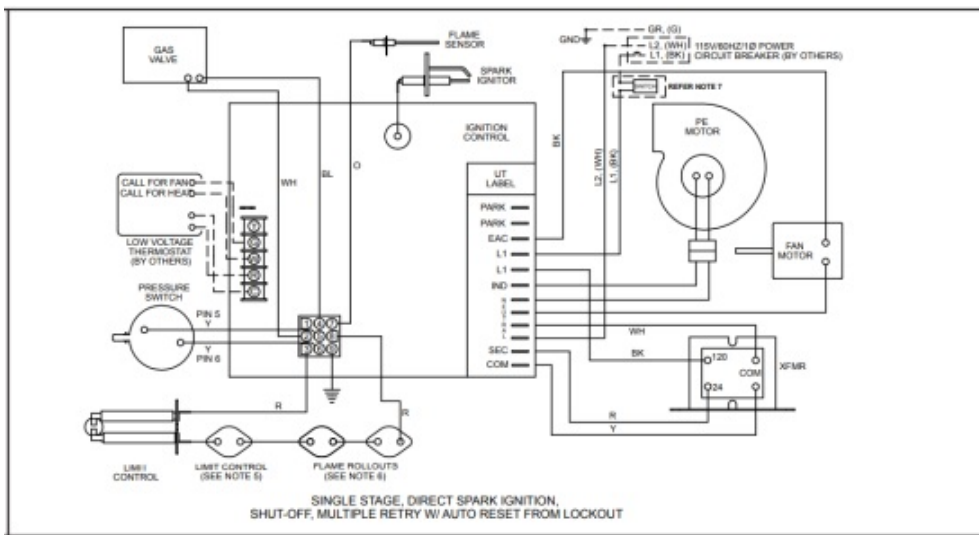 GAS
VALVE
FLAME
SENSOR
SPARK
IGNITOR
IGNITION
CONTROL
GND
GR, (G)
L2, (WH)
L1, (BK)
115V/60HZ/1Ø POWER
CIRCUIT BREAKER (BY OTHERS)
SWITCH
REFER NOTE 7
PE
MOTOR
FAN
MOTOR
BK
L2, (WH)
L1, (BK)
WH
BL
O
CALL FOR FAN
CALL FOR HEAT
LOW VOLTAGE
THERMOSTAT
(BY OTHERS)
UT
LABEL
PARK
PARK
EAC
L1
L1
IND
NEUTRAL
SEC
COM
PRESSURE
SWITCH
PIN 5
Y
Y
PIN 6
1 4 7
WH
BK
120
COM
24
XFMR
R
Y
R
R
LIMIT
CONTROL
LIMIT CONTROL
(SEE NOTE 5)
FLAME ROLLOUTS
(SEE NOTE 6)
SINGLE STAGE, DIRECT SPARK IGNITION,
SHUT-OFF, MULTIPLE RETRY W/ AUTO RESET FROM LOCKOUT